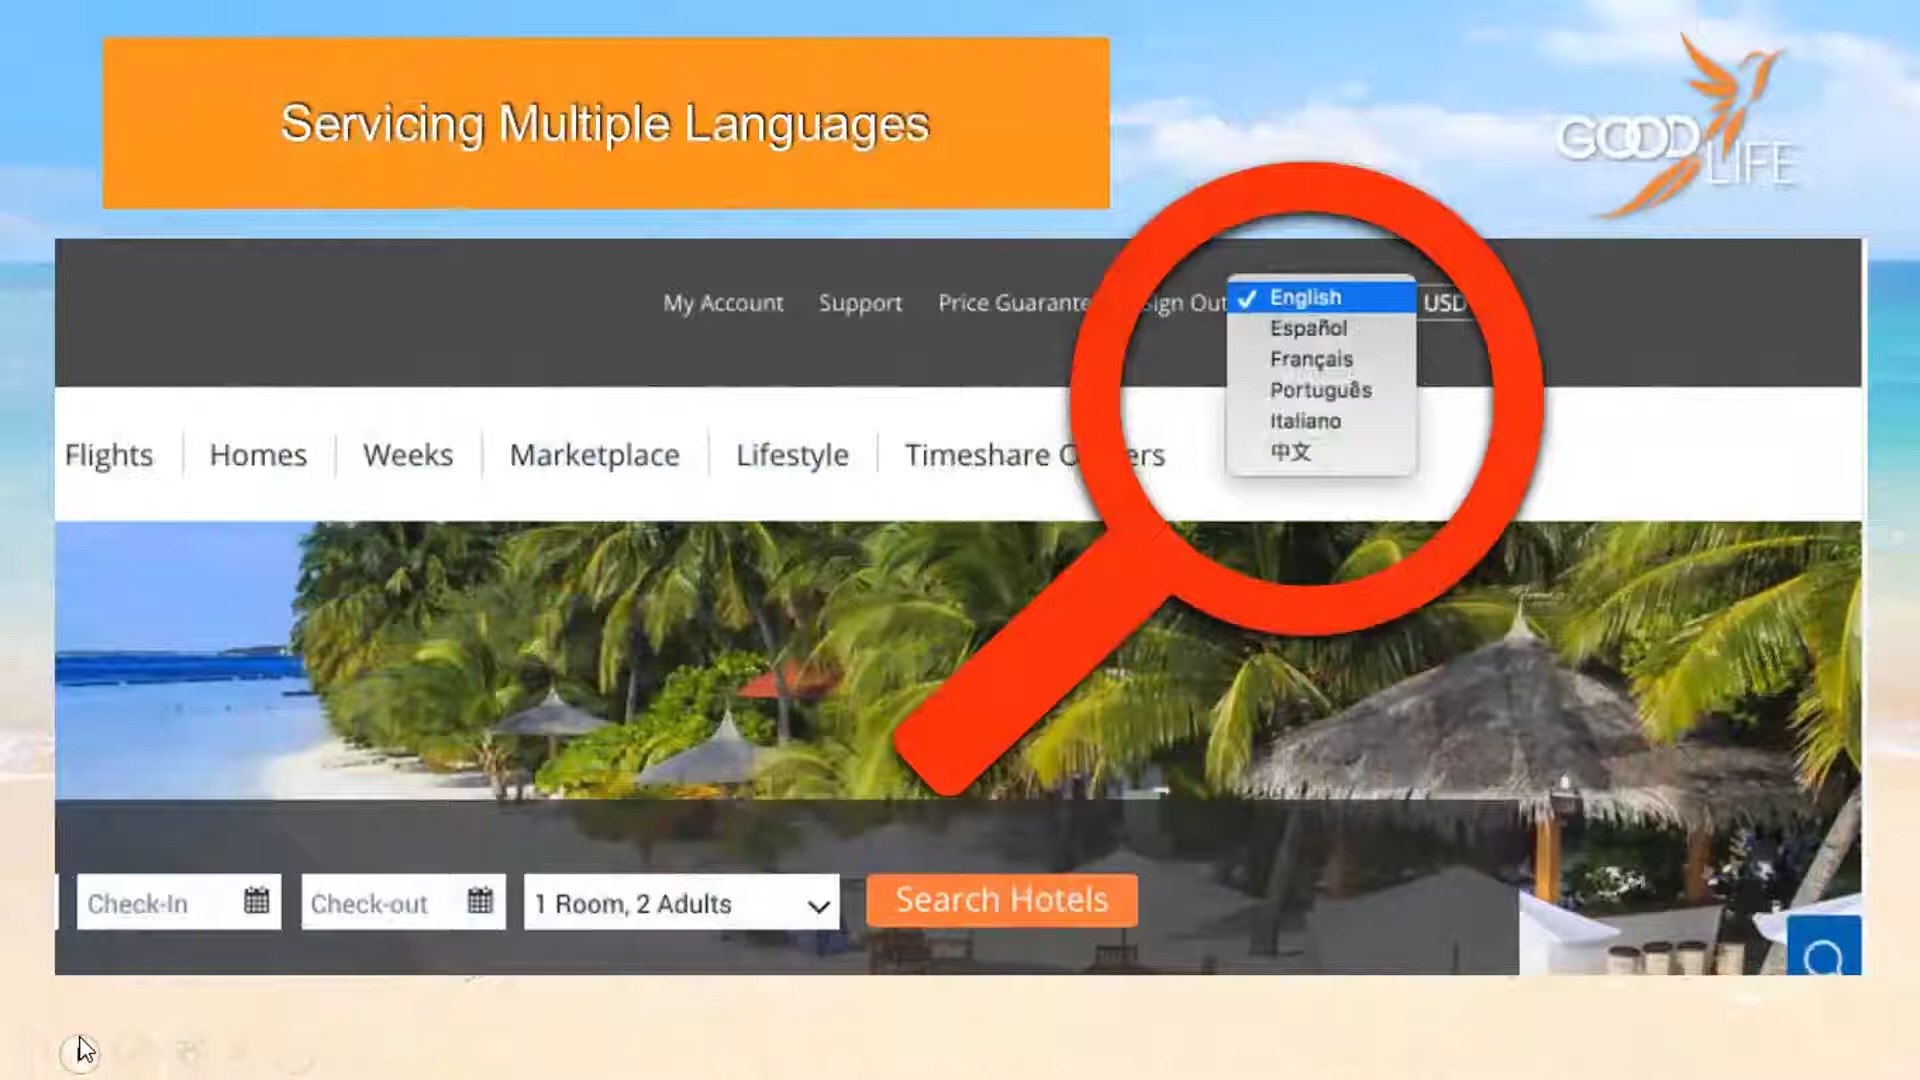 Servicing Multiple Languages
GOOD LIFE
My Account Support Price Guarante Sign Out English USD
Español
Français
Português
Italiano
中文
Flights Homes Weeks Marketplace Lifestyle Timeshare O ers
Check-In Check-out 1 Room, 2 Adults Search Hotels